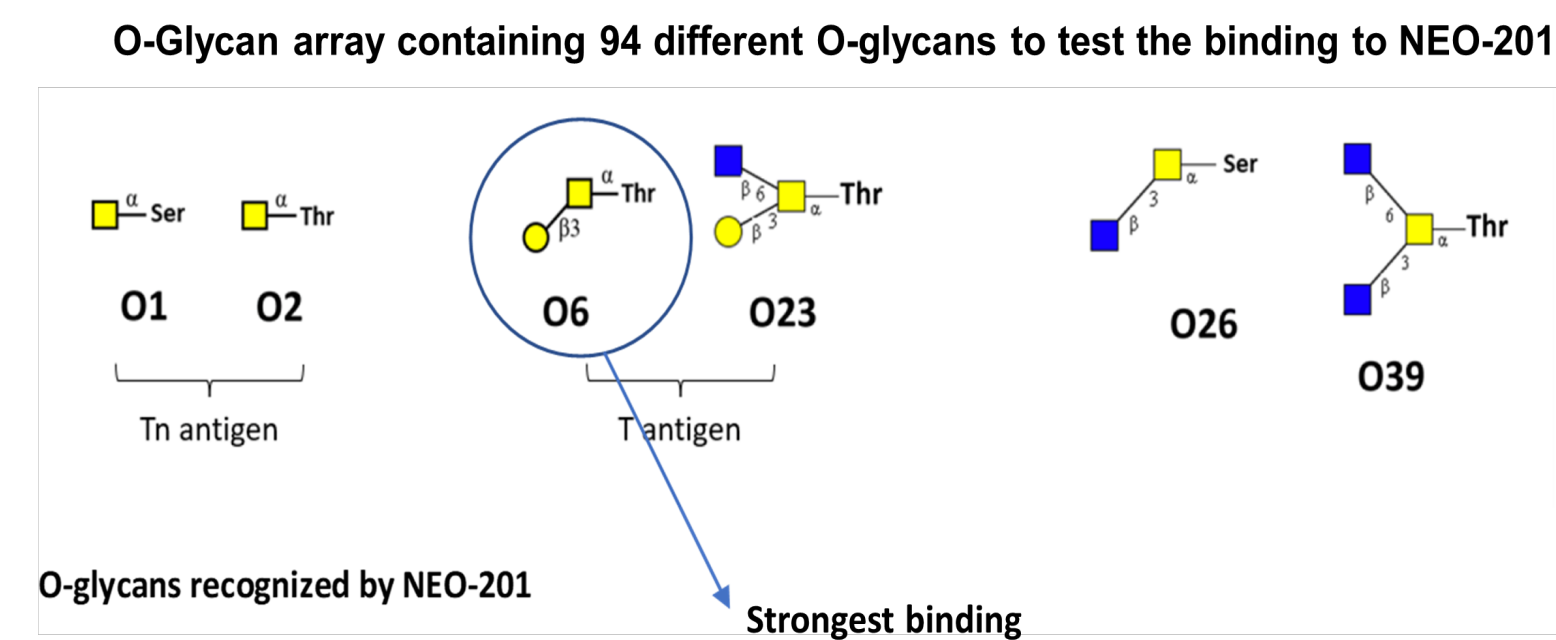 O-Glycan array containing 94 different O-glycans to test the binding to NEO-201
α
Ser
α
Thr
α
Thr
β3
β 6
Thr
α
β 3
Ser
α
3
β
β
6
Thr
α
3
β
O1
O2
O6
O23
O26
O39
Tn antigen
T antigen
O-glycans recognized by NEO-201
Strongest binding